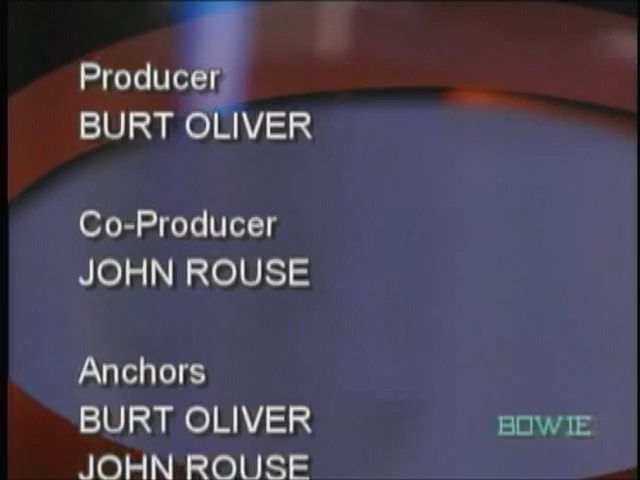 Producer
BURT OLIVER
Co-Producer
JOHN ROUSE
Anchors
BURT OLIVER
JOHN ROUSE
BOWIE